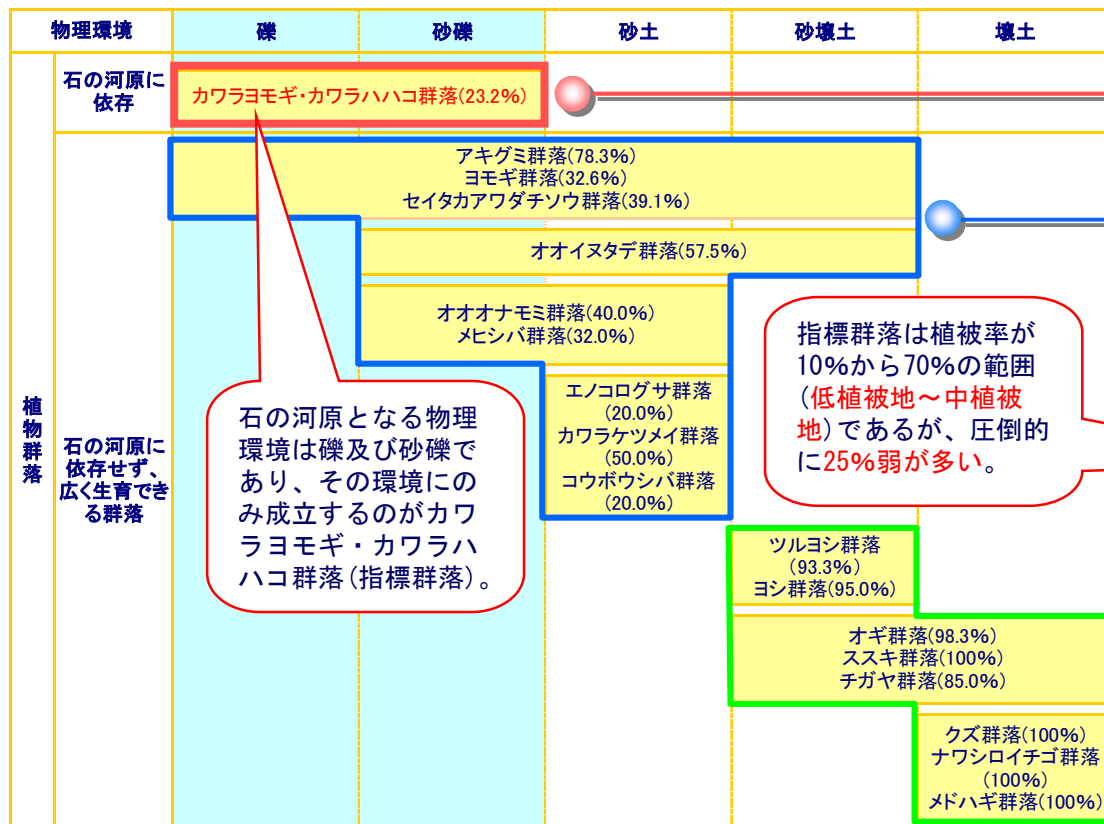 物理環境
礫
砂礫
砂土
砂壌土
壌土
植物群落
石の河原に
依存
カワラヨモギ・カワラハハコ群落(23.2%)
石の河原に
依存せず、
広く生育でき
る群落
アキグミ群落(78.3%)
ヨモギ群落(32.6%)
セイタカアワダチソウ群落(39.1%)
オオイヌタデ群落(57.5%)
オオオナモミ群落(40.0%)
メヒシバ群落(32.0%)
エノコログサ群落
(20.0%)
カワラケツメイ群落
(50.0%)
コウボウシバ群落
(20.0%)
ツルヨシ群落
(93.3%)
ヨシ群落(95.0%)
オギ群落(98.3%)
ススキ群落(100%)
チガヤ群落(85.0%)
クズ群落(100%)
ナワシロイチゴ群落
(100%)
メドハギ群落(100%)
石の河原となる物理
環境は礫及び砂礫で
あり、その環境にの
み成立するのがカワ
ラヨモギ・カワラハ
ハコ群落(指標群落)。
指標群落は植被率が
10%から70%の範囲
(低植被地～中植被
地)であるが、圧倒的
に25%弱が多い。